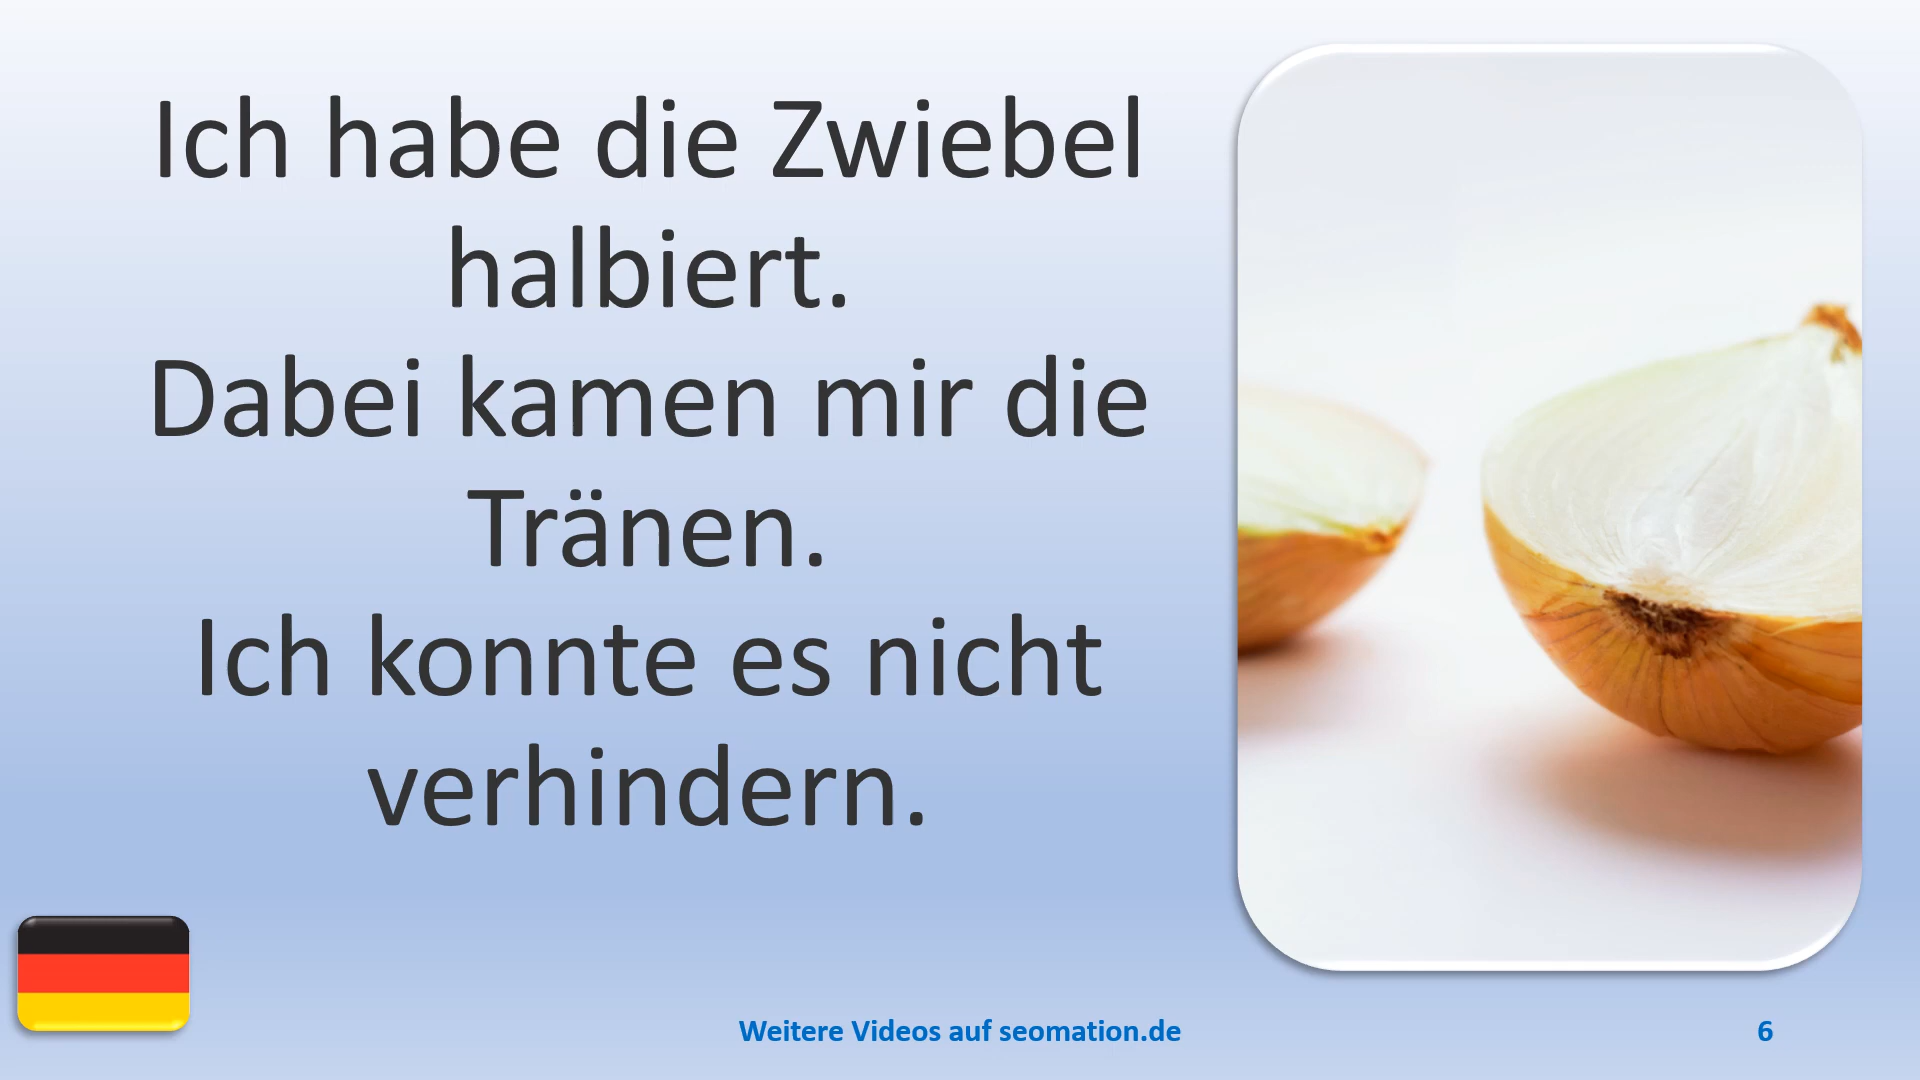 Ich habe die Zwiebel
halbiert.
Dabei kamen mir die
Tränen.
Ich konnte es nicht
verhindern.
Weitere Videos auf seomation.de
6